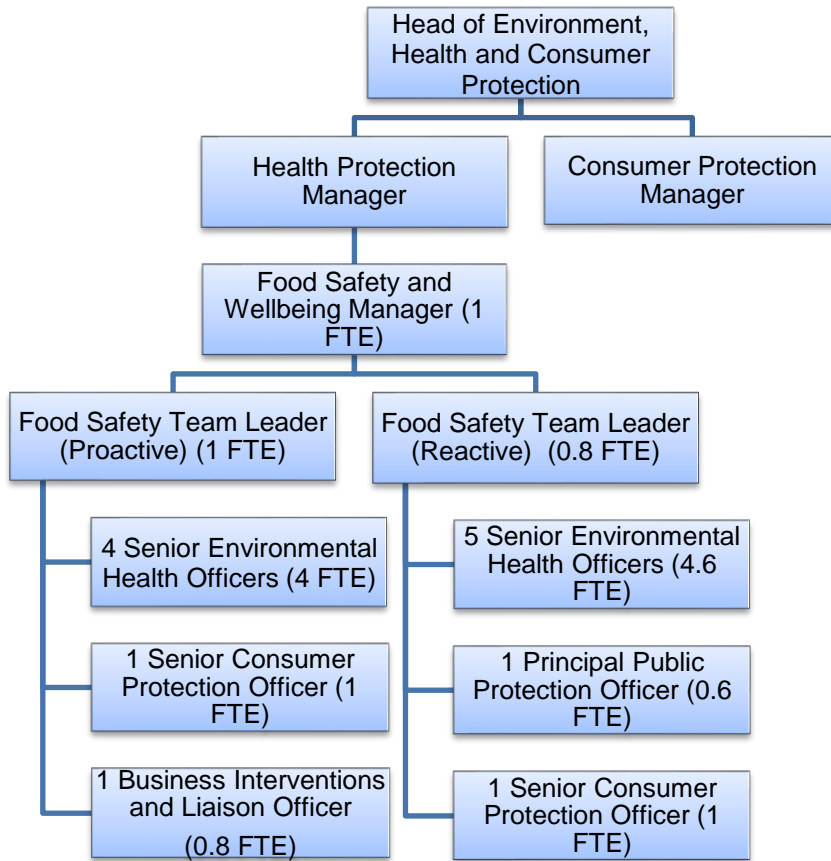 Head of Environment,
Health and Consumer
Protection
Health Protection
Manager
Consumer Protection
Manager
Food Safety and
Wellbeing Manager (1
FTE)
Food Safety Team Leader
(Proactive) (1 FTE)
Food Safety Team Leader
(Reactive) (0.8 FTE)
4 Senior Environmental
Health Officers (4 FTE)
5 Senior Environmental
Health Officers (4.6
FTE)
1 Senior Consumer
Protection Officer (1
FTE)
1 Principal Public
Protection Officer (0.6
FTE)
1 Business Interventions
and Liaison Officer
(0.8 FTE)
1 Senior Consumer
Protection Officer (1
FTE)